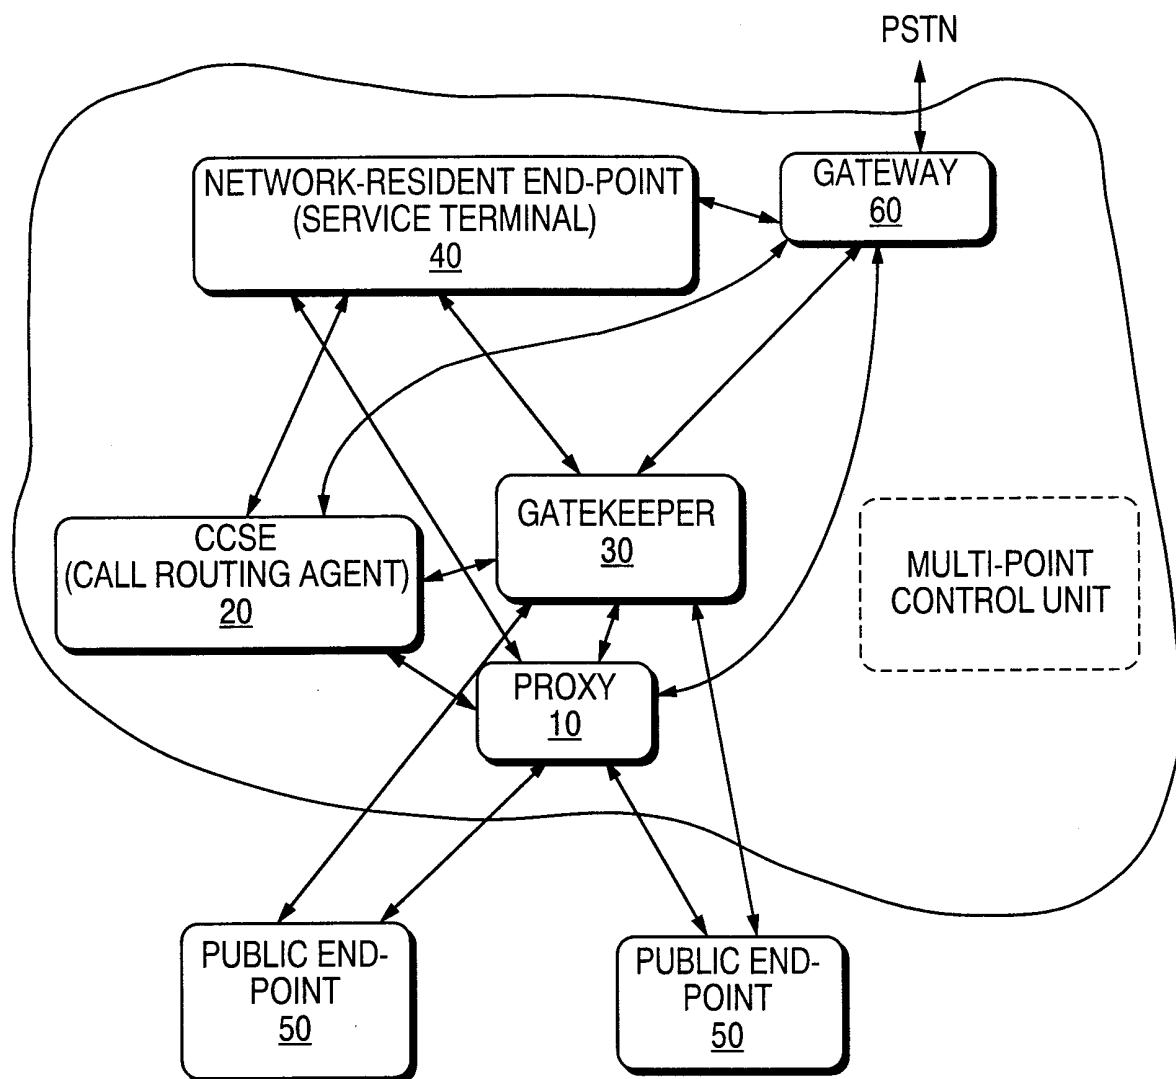 PSTN
NETWORK-RESIDENT END-POINT
(SERVICE TERMINAL)
40
GATEWAY
60
CCSE
(CALL ROUTING AGENT)
20
GATEKEEPER
30
MULTI-POINT
CONTROL UNIT
PROXY
10
PUBLIC END-
POINT
50
PUBLIC END-
POINT
50